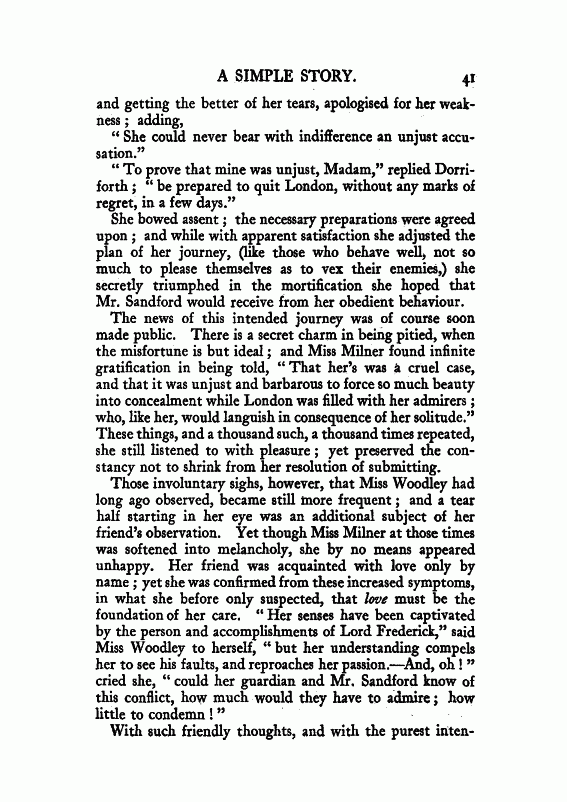 A SIMPLE STORY. 41
and getting the better of her tears, apologised for her weak-
ness ; adding,
“ She could never bear with indifference an unjust accu-
sation.”
“ To prove that mine was unjust, Madam,” replied Dorri-
forth ; “ be prepared to quit London, without any marks of
regret, in a few days.”
She bowed assent ; the necessary preparations were agreed
upon ; and while with apparent satisfaction she adjusted the
plan of her journey, (like those who behave well, not so
much to please themselves as to vex their enemies,) she
secretly triumphed in the mortification she hoped that
Mr. Sandford would receive from her obedient behaviour.
The news of this intended journey was of course soon
made public. There is a secret charm in being pitied, when
the misfortune is but ideal ; and Miss Milner found infinite
gratification in being told, “ That her's was a cruel case,
and that it was unjust and barbarous to force so much beauty
into concealment while London was filled with her admirers ;
who, like her, would languish in consequence of her solitude.”
These things, and a thousand such, a thousand times repeated,
she still listened to with pleasure ; yet preserved the con-
stancy not to shrink from her resolution of submitting.
Those involuntary sighs, however, that Miss Woodley had
long ago observed, became still more frequent ; and a tear
half starting in her eye was an additional subject of her
friend's observation. Yet though Miss Milner at those times
was softened into melancholy, she by no means appeared
unhappy. Her friend was acquainted with love only by
name ; yet she was confirmed from these increased symptoms,
in what she before only suspected, that love must be the
foundation of her care. “ Her senses have been captivated
by the person and accomplishments of Lord Frederick,” said
Miss Woodley to herself, “ but her understanding compels
her to see his faults, and reproaches her passion.—And, oh ! ”
cried she, “ could her guardian and Mr. Sandford know of
this conflict, how much would they have to admire ; how
little to condemn ! ”
With such friendly thoughts, and with the purest inten-